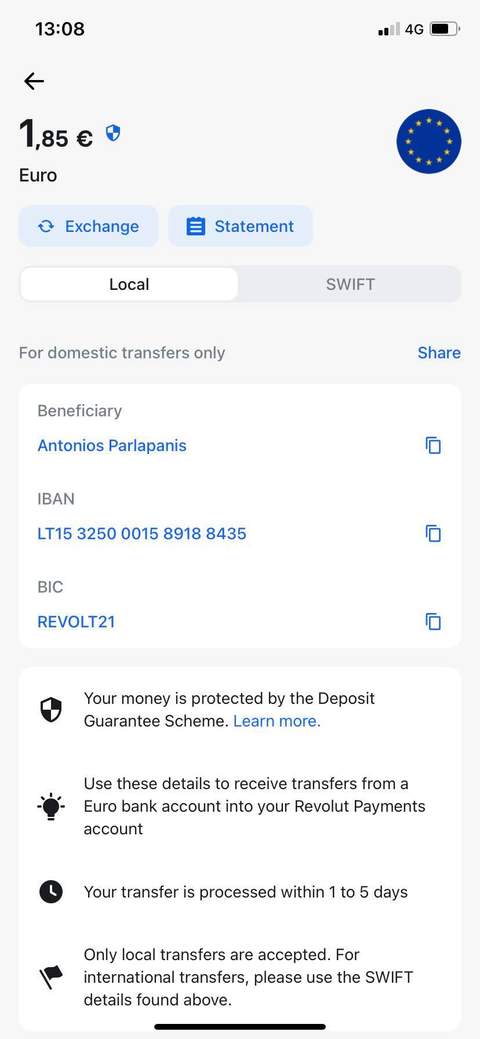 13:08
4G
1,85 €
Euro
Exchange
Statement
Local
SWIFT
For domestic transfers only
Share
Beneficiary
Antonios Parlapanis
IBAN
LT15 3250 0015 8918 8435
BIC
REVOLT21
Your money is protected by the Deposit
Guarantee Scheme. Learn more.
Use these details to receive transfers from a
Euro bank account into your Revolut Payments
account
Your transfer is processed within 1 to 5 days
Only local transfers are accepted. For
international transfers, please use the SWIFT
details found above.